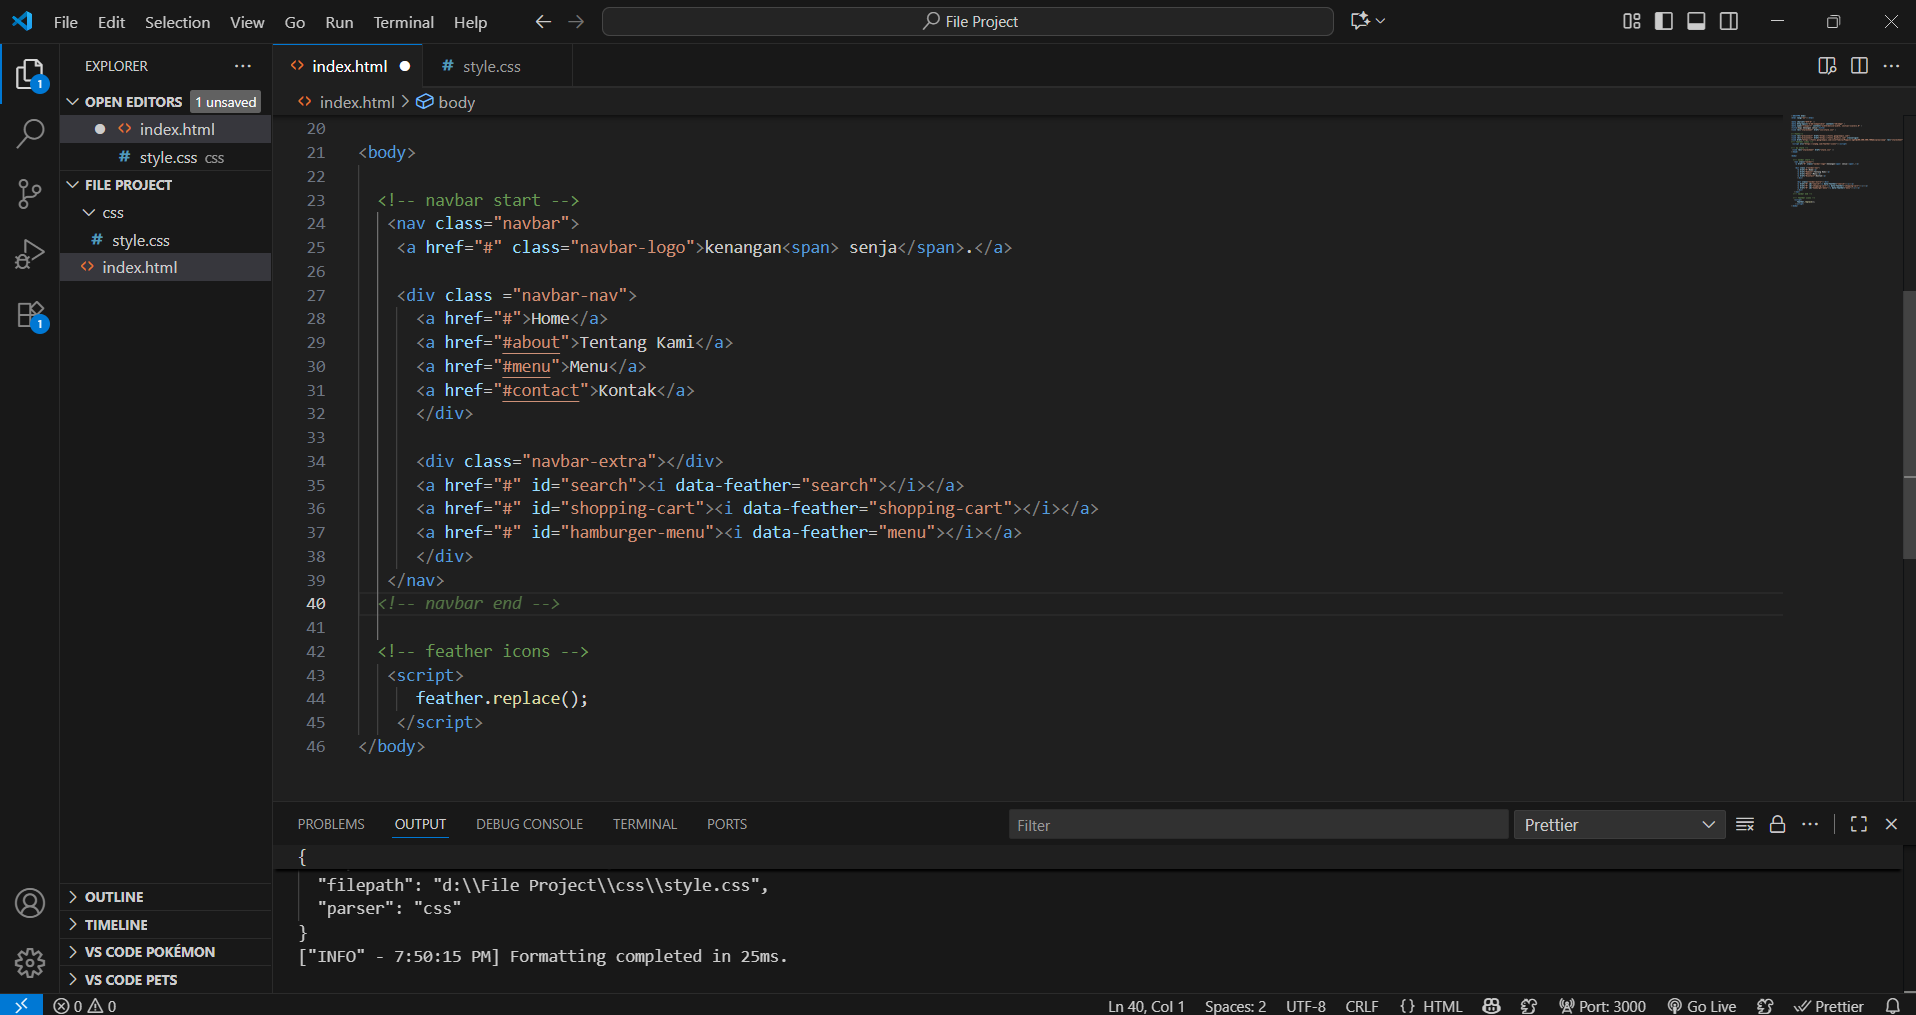 File Edit Selection View Go Run Terminal Help
File Project
EXPLORER
index.html
style.css
OPEN EDITORS 1 unsaved
index.html > body
index.html
style.css css
FILE PROJECT
css
style.css
index.html
1
1
20
21 <body>
22
23 <!-- navbar start -->
24 <nav class="navbar">
25 <a href="#" class="navbar-logo">kenangan<span> senja</span>.</a>
26
27 <div class ="navbar-nav">
28 <a href="#">Home</a>
29 <a href="#about">Tentang Kami</a>
30 <a href="#menu">Menu</a>
31 <a href="#contact">Kontak</a>
32 </div>
33
34 <div class="navbar-extra"></div>
35 <a href="#" id="search"><i data-feather="search"></i></a>
36 <a href="#" id="shopping-cart"><i data-feather="shopping-cart"></i></a>
37 <a href="#" id="hamburger-menu"><i data-feather="menu"></i></a>
38 </div>
39 </nav>
40 <!-- navbar end -->
41
42 <!-- feather icons -->
43 <script>
44 feather.replace();
45 </script>
46 </body>
PROBLEMS OUTPUT DEBUG CONSOLE TERMINAL PORTS
Filter
Prettier
{
"filepath": "d:\\File Project\\css\\style.css",
"parser": "css"
}
["INFO" - 7:50:15 PM] Formatting completed in 25ms.
OUTLINE
TIMELINE
VS CODE POKÉMON
VS CODE PETS
0 0
Ln 40, Col 1 Spaces: 2 UTF-8 CRLF {} HTML Port: 3000 Go Live Prettier